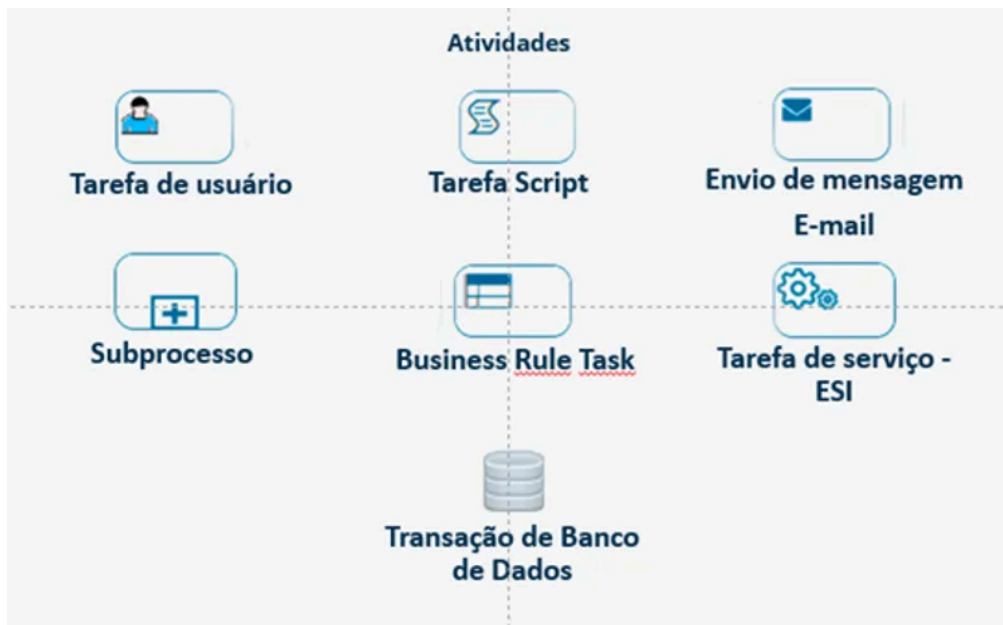 Atividades
Tarefa de usuário
Tarefa Script
Envio de mensagem
E-mail
Subprocesso
Business Rule Task
Tarefa de serviço -
ESI
Transação de Banco
de Dados